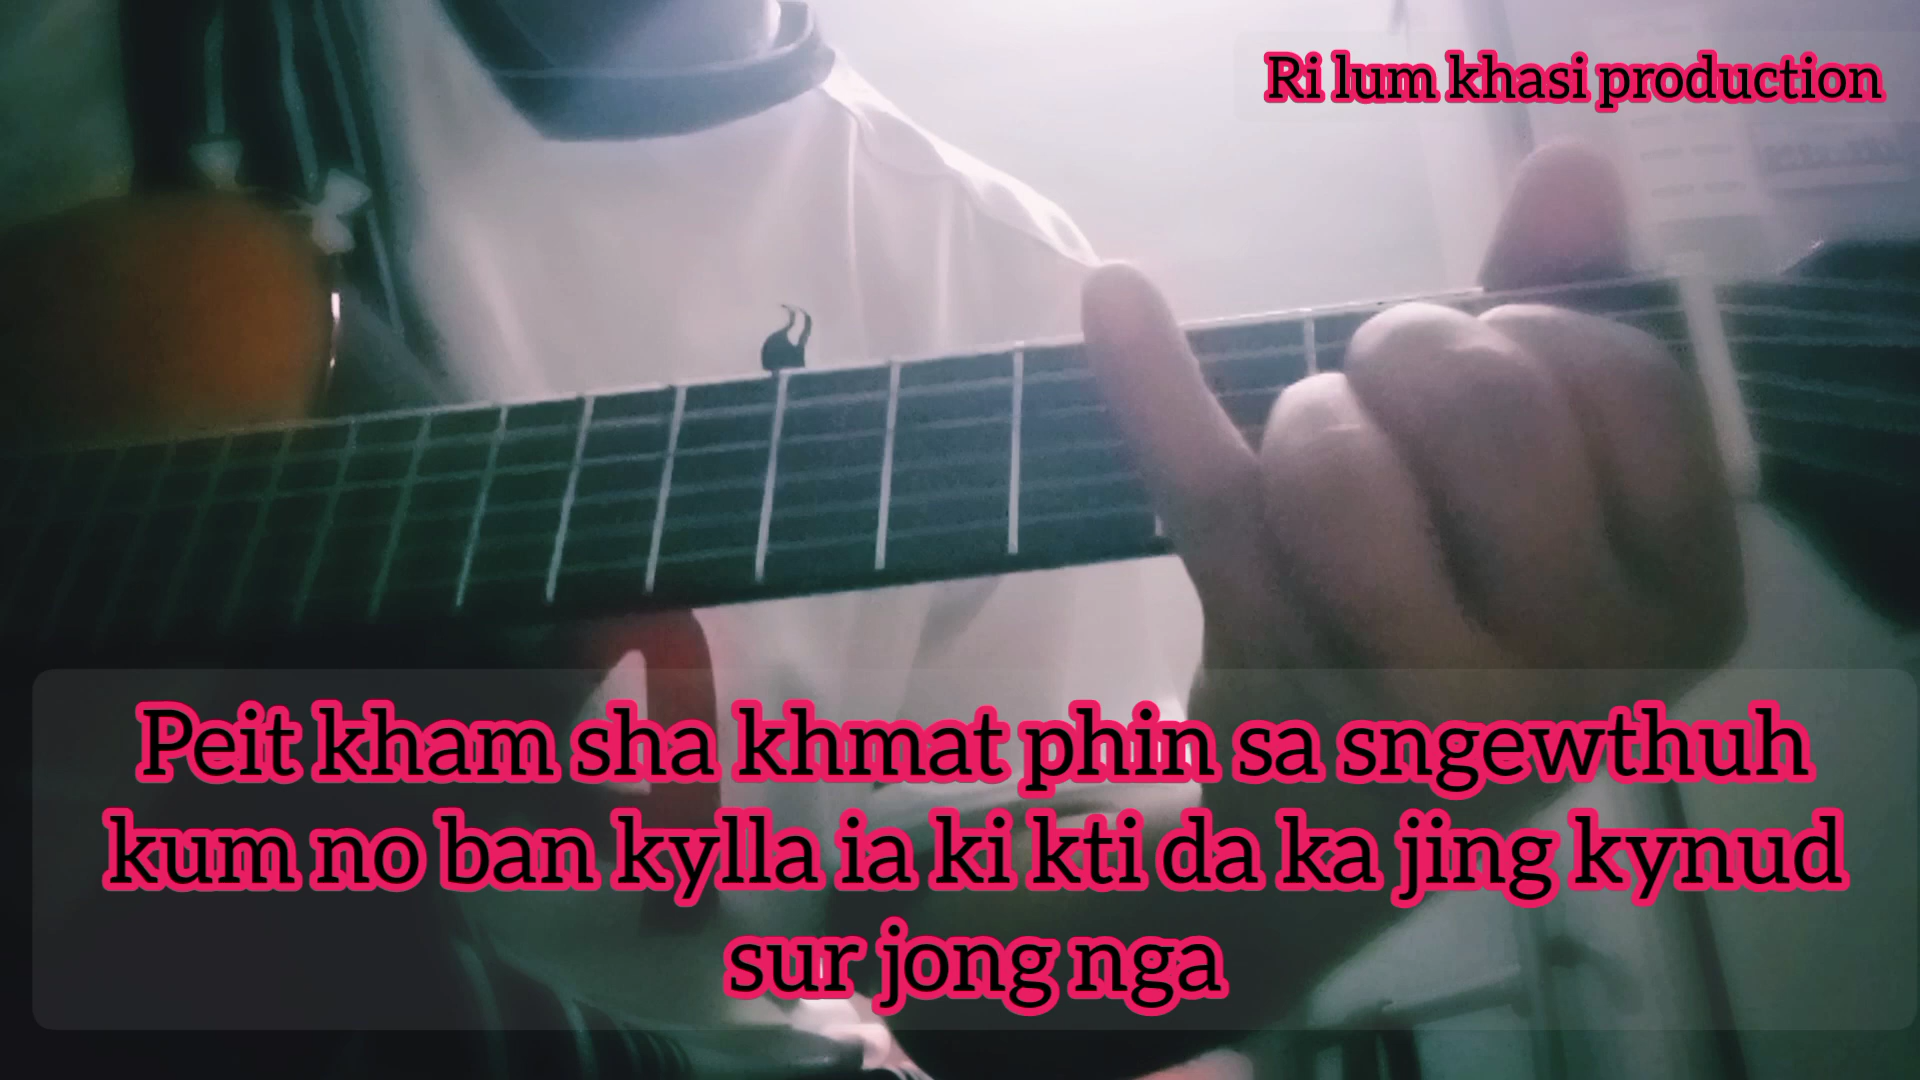 Ri lum khasi production
Peit kham sha khmat phin sa sngewthuh
kum no ban kylla ia ki kti da ka jing kynud
sur jong nga